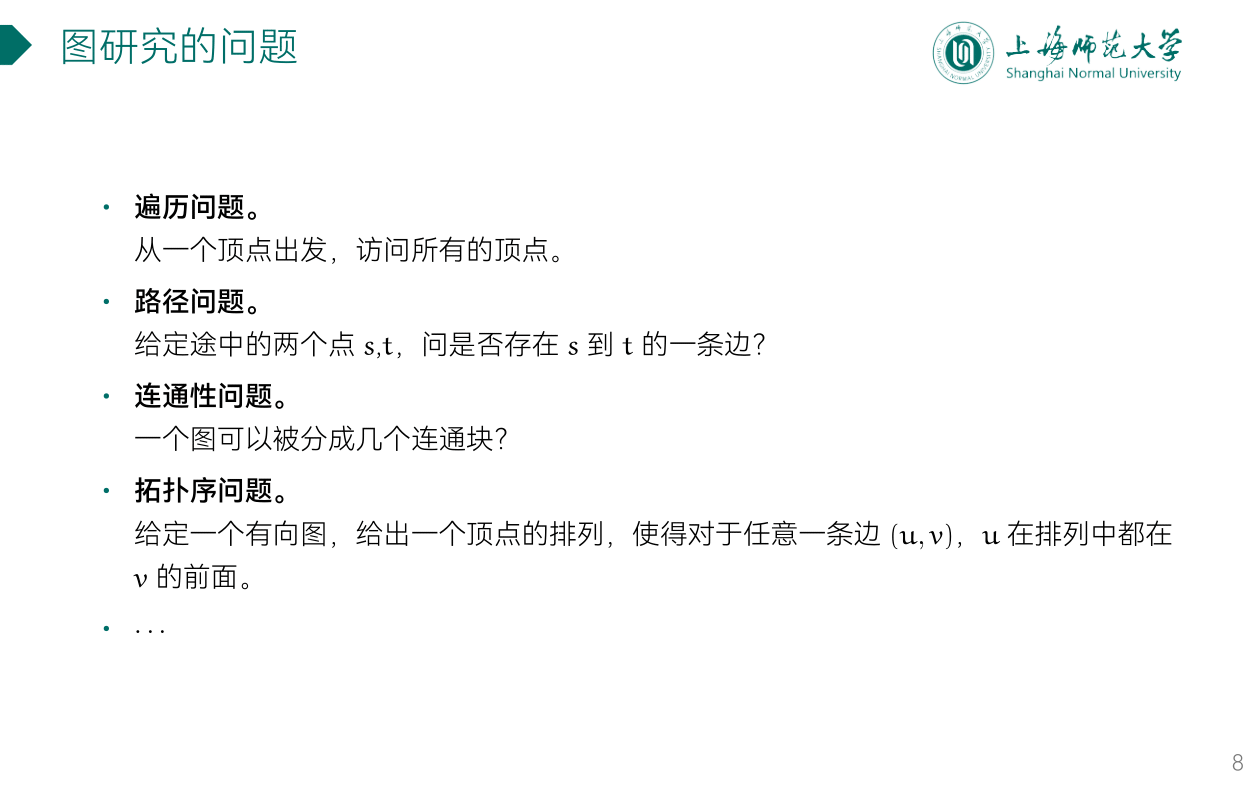 图研究的问题
上海师范大学
Shanghai Normal University
• 遍历问题。
从一个顶点出发，访问所有的顶点。
• 路径问题。
给定途中的两个点 s,t，问是否存在 s 到 t 的一条边？
• 连通性问题。
一个图可以被分成几个连通块？
• 拓扑序问题。
给定一个有向图，给出一个顶点的排列，使得对于任意一条边 (u, v)，u 在排列中都在
v 的前面。
• ···
8